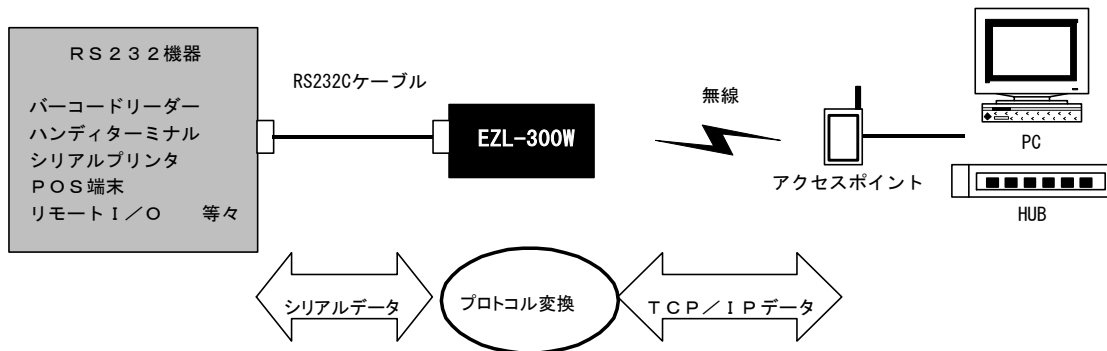 ＲＳ２３２機器
バーコードリーダー
ハンディターミナル
シリアルプリンタ
ＰＯＳ端末
リモートＩ／Ｏ　　等々
RS232Cケーブル
EZL-300W
無線
アクセスポイント
PC
HUB
シリアルデータ
プロトコル変換
ＴＣＰ／ＩＰデータ